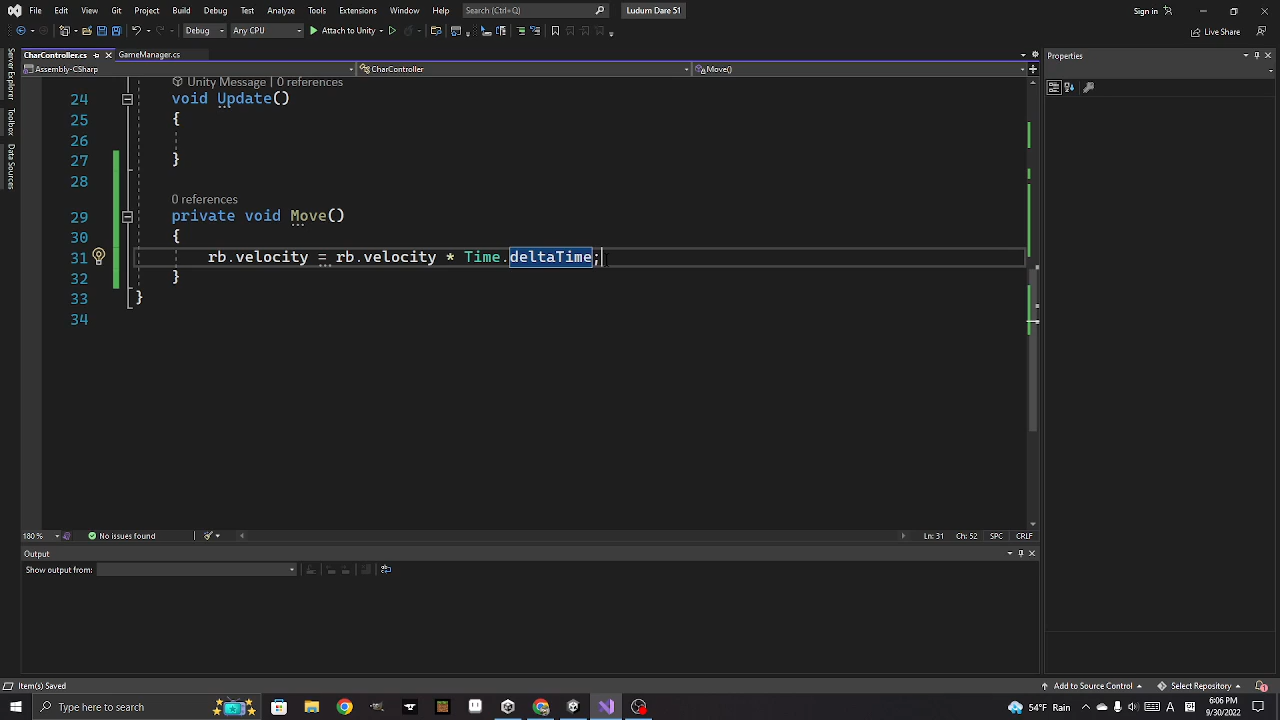 File Edit View Git Project Build Debug Test Analyze Tools Extensions Window Help Search (Ctrl+Q) Ludum Dare 51 Sign in
Debug Any CPU Attach to Unity Live Share
CharController.cs GameManager.cs Properties
Assembly-CSharp CharController Move()
Server Explorer
Toolbox
Data Sources
Unity Message | 0 references
24 void Update()
25 {
26
27 }
28
0 references
29 private void Move()
30 {
31 rb.velocity = rb.velocity * Time.deltaTime;
32 }
33 }
34
180% No issues found Ln: 31 Ch: 52 SPC CRLF
Output
Show output from:
Item(s) Saved Add to Source Control Select Repository
Type here to search 54°F Rain A 6:06 PM
9/30/2022